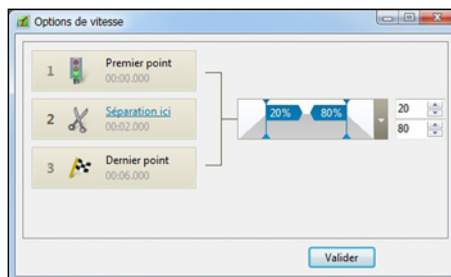 Options de vitesse
1 Premier point
00:00.000
2 Séparation ici
00:02.000
3 Dernier point
00:06.000
20% 80%
20
80
Valider